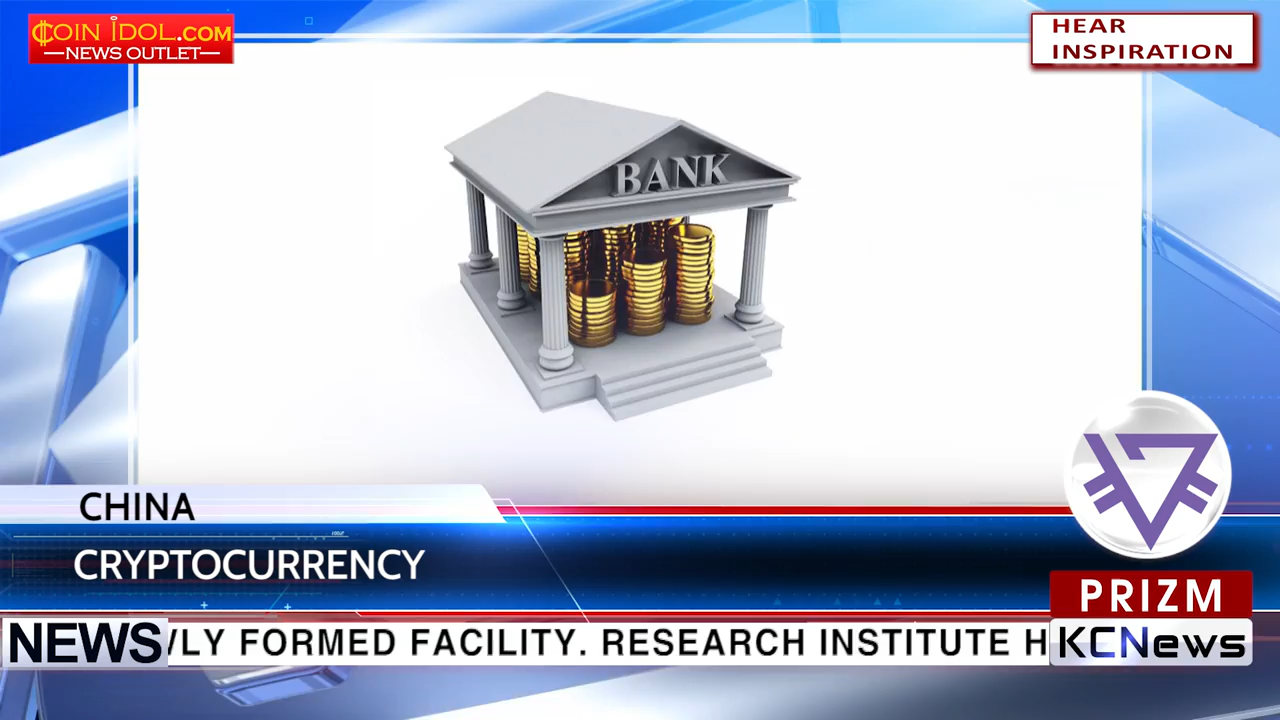 COIN IDOL.COM
NEWS OUTLET
HEAR
INSPIRATION
BANK
CHINA
CRYPTOCURRENCY
PRIZM
NEWS
FORMED FACILITY. RESEARCH INSTITUTE
KCNews